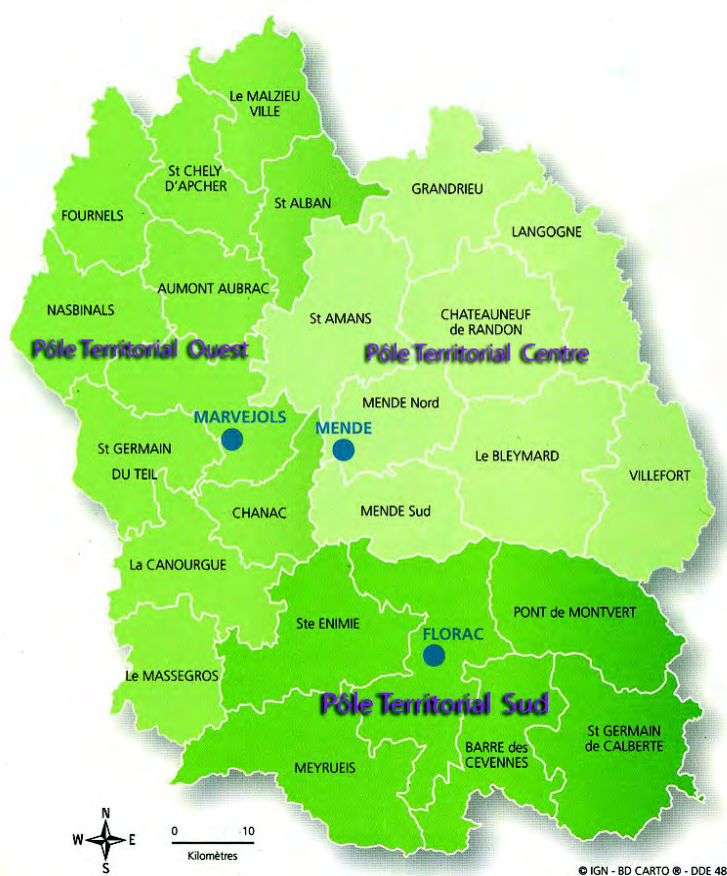 Le MALZIEU
VILLE
St CHELY
D'APCHER
GRANDRIEU
St ALBAN
FOURNELS
LANGOGNE
AUMONT AUBRAC
NASBINALS
St AMANS
CHATEAUNEUF
de RANDON
Pôle Territorial Ouest
Pôle Territorial Centre
MENDE Nord
MARVEJOLS
MENDE
St GERMAIN
DU TEIL
Le BLEYMARD
VILLEFORT
CHANAC
MENDE Sud
La CANOURGUE
PONT de MONTVERT
Ste ENIMIE
FLORAC
Le MASSEGROS
Pôle Territorial Sud
St GERMAIN
de CALBERTE
BARRE des
CEVENNES
MEYRUEIS
N
W E
S
0 10
Kilomètres
© IGN - BD CARTO ® - DDE 48